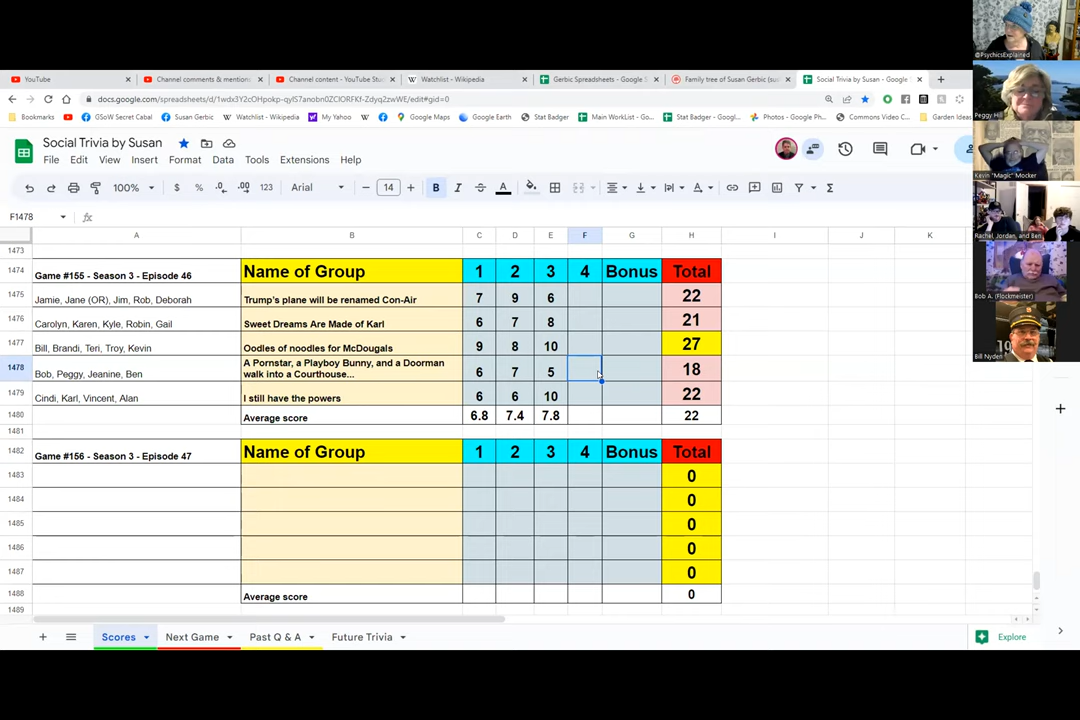 @PsychicsExplained
Peggy Hill
Kevin "Magic" Mocker
Rachel, Jordan, and Ben
Bob A. (Flockmeister)
Bill Nyden
YouTube
Channel comments & mention
Channel content - YouTube Stu
Watchlist - Wikipedia
Gerbic Spreadsheets - Google S
Family tree of Susan Gerbic (su
Social Trivia by Susan - Google
Bookmarks
GSoW Secret Cabal
Susan Gerbic
Watchlist - Wikipedia
My Yahoo
Google Maps
Google Earth
Stat Badger
Main WorkList - Go...
Stat Badger - Googl...
Photos - Google Ph...
Commons Video C...
Garden Ideas
Social Trivia by Susan
File Edit View Insert Format Data Tools Extensions Help
100% $ % .0 .00 123 Arial 14 B I S A
F1478 fx
A B C D E F G H I J K
1473
1474 Game #155 - Season 3 - Episode 46 Name of Group 1 2 3 4 Bonus Total
1475 Jamie, Jane (OR), Jim, Rob, Deborah Trump's plane will be renamed Con-Air 7 9 6 22
1476 Carolyn, Karen, Kyle, Robin, Gail Sweet Dreams Are Made of Karl 6 7 8 21
1477 Bill, Brandi, Teri, Troy, Kevin Oodles of noodles for McDougals 9 8 10 27
1478 Bob, Peggy, Jeanine, Ben A Pornstar, a Playboy Bunny, and a Doorman
walk into a Courthouse... 6 7 5 18
1479 Cindi, Karl, Vincent, Alan I still have the powers 6 6 10 22
1480 Average score 6.8 7.4 7.8 22
1481
1482 Game #156 - Season 3 - Episode 47 Name of Group 1 2 3 4 Bonus Total
1483 0
1484 0
1485 0
1486 0
1487 0
1488 Average score 0
1489
Scores Next Game Past Q & A Future Trivia Explore